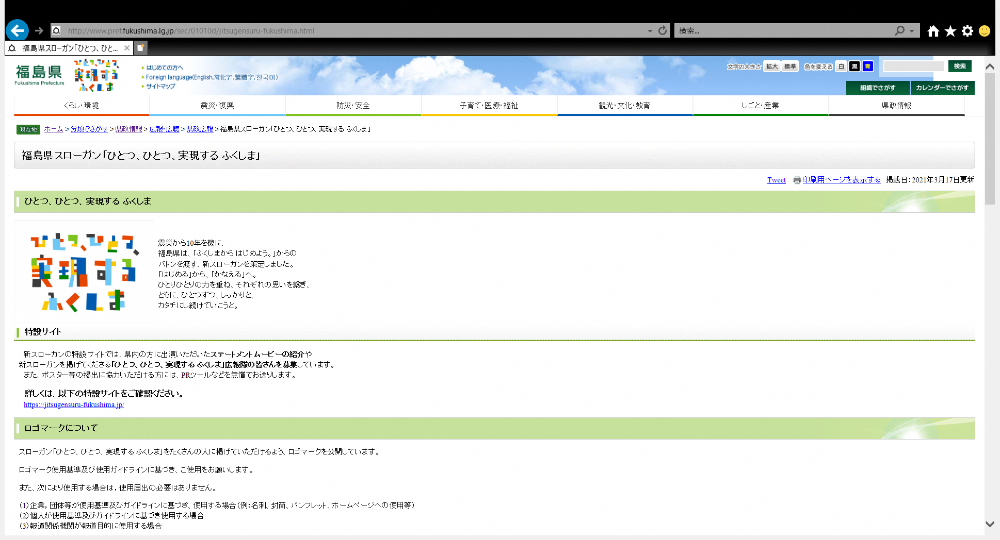 http://www.pref.fukushima.lg.jp/sec/01010d/jitsugensuru-fukushima.html
検索...
福島県スローガン「ひとつ、ひと...
福島県
Fukushima Prefecture
ひとつ、ひとつ、
実現する
ふくしま
はじめての方へ
Foreign language(English,简化字,繁體字,한국어)
サイトマップ
文字の大きさ 拡大 標準 色を変える 白 黒 青 検索
組織でさがす カレンダーでさがす
くらし・環境 震災・復興 防災・安全 子育て・医療・福祉 観光・文化・教育 しごと・産業 県政情報
現在地 ホーム > 分類でさがす > 県政情報 > 広報・広聴 > 県政広報 > 福島県スローガン「ひとつ、ひとつ、実現する ふくしま」
福島県スローガン「ひとつ、ひとつ、実現する ふくしま」
Tweet 印刷用ページを表示する 掲載日：2021年3月17日更新
ひとつ、ひとつ、実現する ふくしま
ひとつ、ひとつ、
実現する
ふくしま
震災から10年を機に、
福島県は、「ふくしまから はじめよう。」からの
バトンを渡す、新スローガンを策定しました。
「はじめる」から、「かなえる」へ。
ひとりひとりの力を重ね、それぞれの思いを繋ぎ、
ともに、ひとつずつ、しっかりと、
カタチにし続けていこうと。
特設サイト
新スローガンの特設サイトでは、県内の方に出演いただいたステートメントムービーの紹介や
新スローガンを掲げてくださる「ひとつ、ひとつ、実現する ふくしま」広報隊の皆さんを募集しています。
また、ポスター等の掲出に協力いただける方には、PRツールなどを無償でお送りします。
詳しくは、以下の特設サイトをご確認ください。
https://jitsugensuru-fukushima.jp/
ロゴマークについて
スローガン「ひとつ、ひとつ、実現する ふくしま」をたくさんの人に掲げていただけるよう、ロゴマークを公開しています。
ロゴマーク使用基準及び使用ガイドラインに基づき、ご使用をお願いします。
また、次により使用する場合は，使用届出の必要はありません。
（1）企業，団体等が使用基準及びガイドラインに基づき、使用する場合（例：名刺、封筒、パンフレット、ホームページへの使用等）
（2）個人が使用基準及びガイドラインに基づき使用する場合
（3）報道関係機関が報道目的に使用する場合